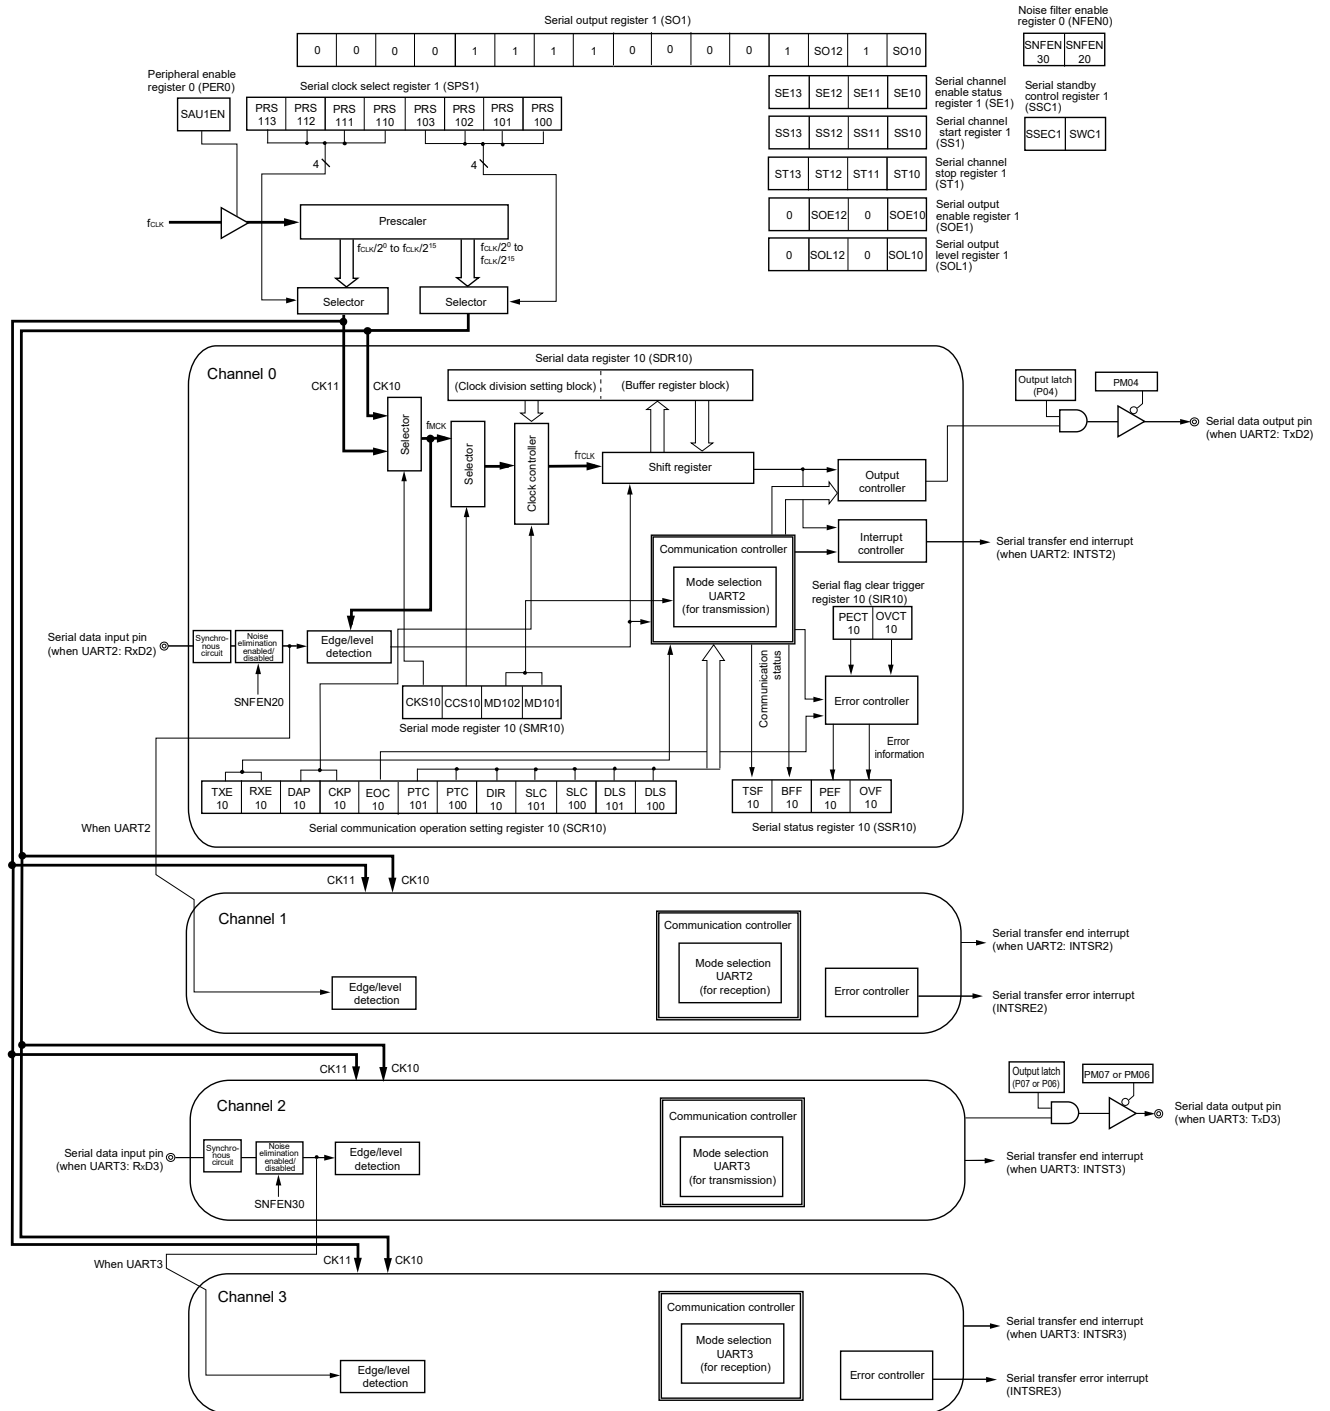 Serial output register 1 (SO1)
0 0 0 0 1 1 1 1 0 0 0 0 1 SO12 1 SO10
Noise filter enable
register 0 (NFEN0)
SNFEN SNFEN
30 20
Peripheral enable
register 0 (PER0)
SAU1EN
Serial clock select register 1 (SPS1)
PRS PRS PRS PRS PRS PRS PRS PRS
113 112 111 110 103 102 101 100
4
4
SE13 SE12 SE11 SE10
Serial channel
enable status
register 1 (SE1)
Serial standby
control register 1
(SSC1)
SSEC1 SWC1
SS13 SS12 SS11 SS10
Serial channel
start register 1
(SS1)
ST13 ST12 ST11 ST10
Serial channel
stop register 1
(ST1)
0 SOE12 0 SOE10
Serial output
enable register 1
(SOE1)
0 SOL12 0 SOL10
Serial output
level register 1
(SOL1)
fCLK
Prescaler
fCLK/2⁰ to fCLK/2¹⁵
fCLK/2⁰ to
fCLK/2¹⁵
Selector
Selector
Channel 0
CK11
CK10
Serial data register 10 (SDR10)
(Clock division setting block)
(Buffer register block)
Output latch
(P04)
PM04
Serial data output pin
(when UART2: TxD2)
Selector
fMCK
Selector
Clock controller
fTCLK
Shift register
Output
controller
Communication controller
Mode selection
UART2
(for transmission)
Interrupt
controller
Serial transfer end interrupt
(when UART2: INTST2)
Serial flag clear trigger
register 10 (SIR10)
PECT OVCT
10 10
Serial data input pin
(when UART2: RxD2)
Synchro-
nous
circuit
Noise
elimination
enabled/
disabled
Edge/level
detection
SNFEN20
CKS10 CCS10 MD102 MD101
Serial mode register 10 (SMR10)
Communication
status
Error controller
Error
information
TXE RXE DAP CKP EOC PTC PTC DIR SLC SLC DLS DLS
10 10 10 10 10 101 100 10 101 100 101 100
Serial communication operation setting register 10 (SCR10)
TSF BFF PEF OVF
10 10 10 10
Serial status register 10 (SSR10)
When UART2
CK11
CK10
Channel 1
Communication controller
Mode selection
UART2
(for reception)
Edge/level
detection
Error controller
Serial transfer end interrupt
(when UART2: INTSR2)
Serial transfer error interrupt
(INTSRE2)
CK11
CK10
Channel 2
Communication controller
Mode selection
UART3
(for transmission)
Output latch
(P07 or P06)
PM07 or PM06
Serial data output pin
(when UART3: TxD3)
Serial data input pin
(when UART3: RxD3)
Synchro-
nous
circuit
Noise
elimination
enabled/
disabled
Edge/level
detection
SNFEN30
Serial transfer end interrupt
(when UART3: INTST3)
When UART3
CK11
CK10
Channel 3
Communication controller
Mode selection
UART3
(for reception)
Edge/level
detection
Error controller
Serial transfer end interrupt
(when UART3: INTSR3)
Serial transfer error interrupt
(INTSRE3)